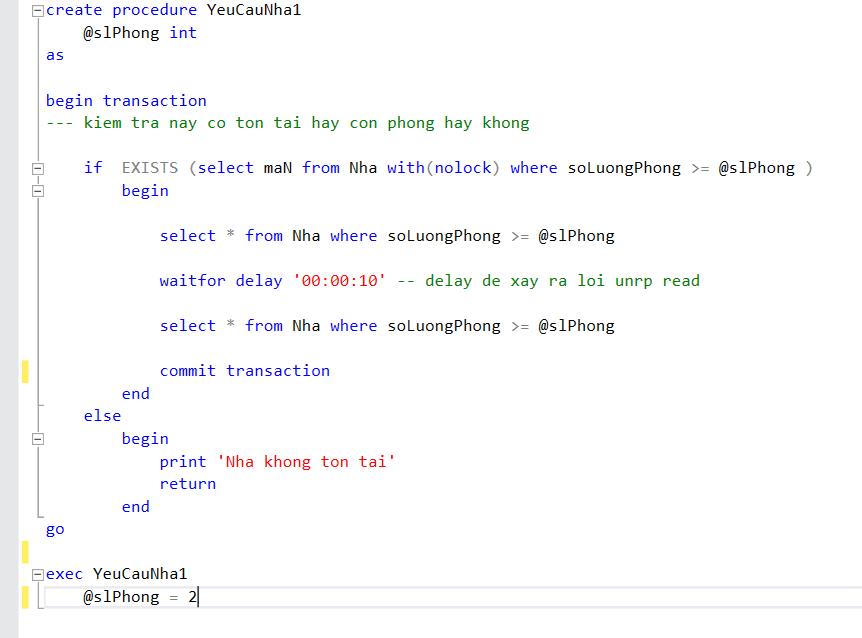 create procedure YeuCauNha1
@slPhong int
as
begin transaction
--- kiem tra nay co ton tai hay con phong hay khong
if  EXISTS (select maN from Nha with(nolock) where soLuongPhong >= @slPhong )
begin
select * from Nha where soLuongPhong >= @slPhong
waitfor delay '00:00:10' -- delay de xay ra loi unrp read
select * from Nha where soLuongPhong >= @slPhong
commit transaction
end
else
begin
print 'Nha khong ton tai'
return
end
go
exec YeuCauNha1
@slPhong = 2